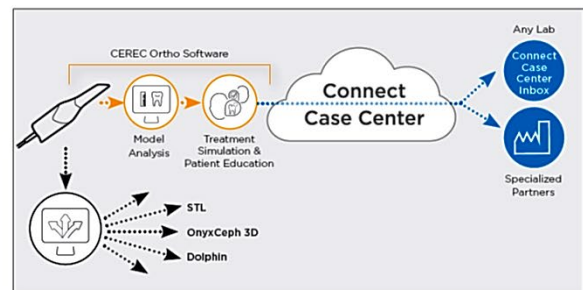 CEREC Ortho Software
Model
Analysis
Treatment
Simulation &
Patient Education
Connect
Case Center
Any Lab
Connect
Case
Center
Inbox
Specialized
Partners
STL
OnyxCeph 3D
Dolphin